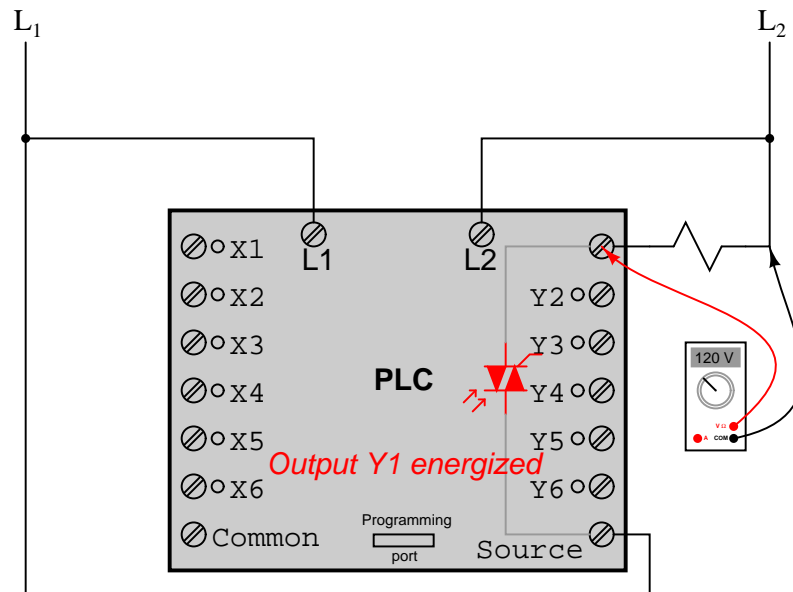 L1
L2
X1
L1
L2
X2
Y2
X3
Y3
120 V
X4
PLC
Y4
V Ω
A COM
X5
Y5
Output Y1 energized
X6
Y6
Common
Programming
port
Source